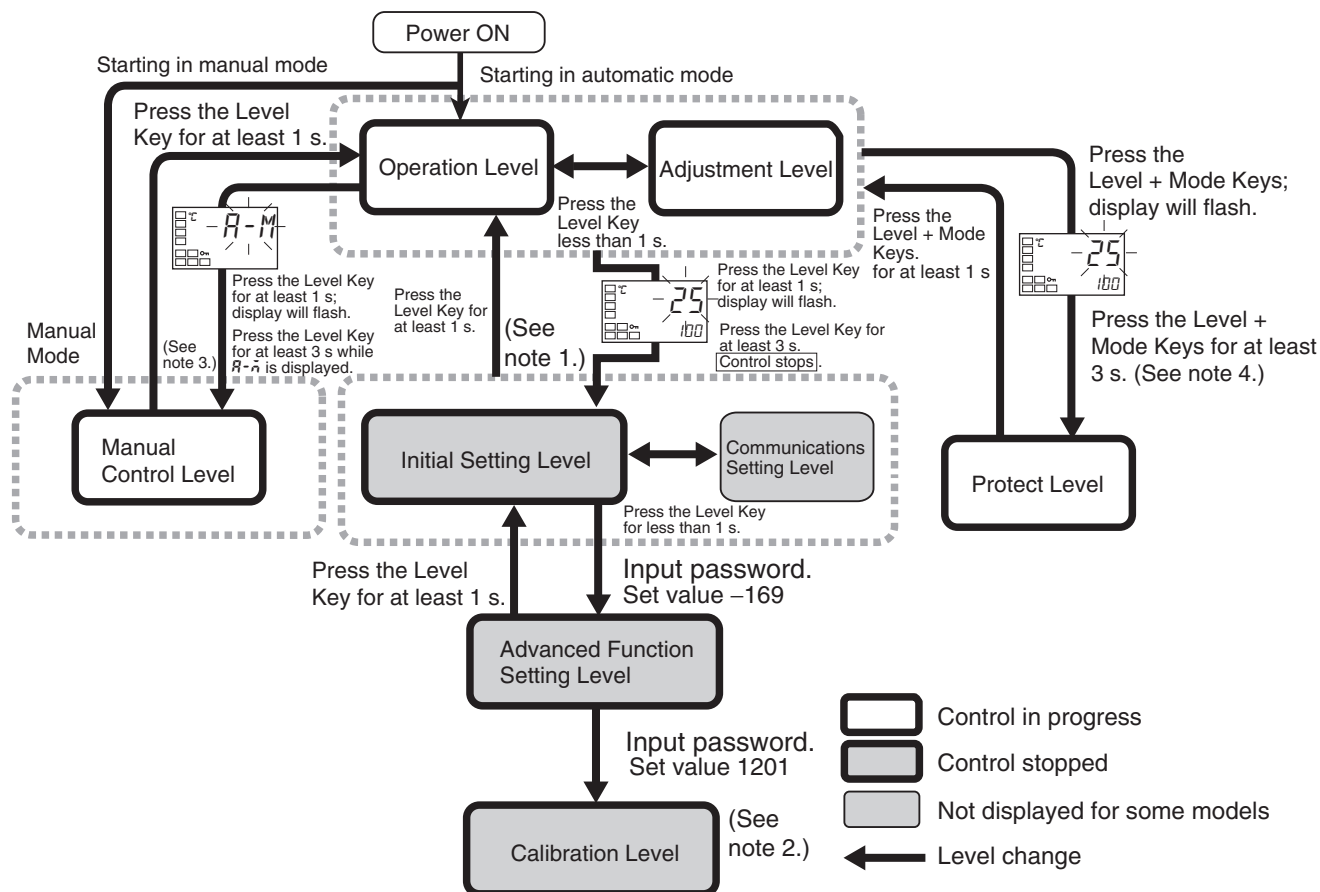 Power ON
Starting in manual mode
Starting in automatic mode
Press the Level
Key for at least 1 s.
Operation Level
Adjustment Level
Press the
Level + Mode Keys;
display will flash.
A-M
°C
Press the
Level Key
less than 1 s.
Press the
Level + Mode
Keys.
for at least 1 s
°C
25
100
Press the Level Key
for at least 1 s;
display will flash.
Press the Level Key
for at least 3 s while
A-M is displayed.
Press the
Level Key for
at least 1 s.
(See
note 1.)
°C
25
100
Press the Level Key
for at least 1 s;
display will flash.
Press the Level Key for
at least 3 s.
Control stops.
Press the Level +
Mode Keys for at least
3 s. (See note 4.)
Manual
Mode
(See
note 3.)
Manual
Control Level
Initial Setting Level
Communications
Setting Level
Protect Level
Press the Level Key
for less than 1 s.
Press the Level
Key for at least 1 s.
Input password.
Set value –169
Advanced Function
Setting Level
Input password.
Set value 1201
Calibration Level
(See
note 2.)
Control in progress
Control stopped
Not displayed for some models
Level change